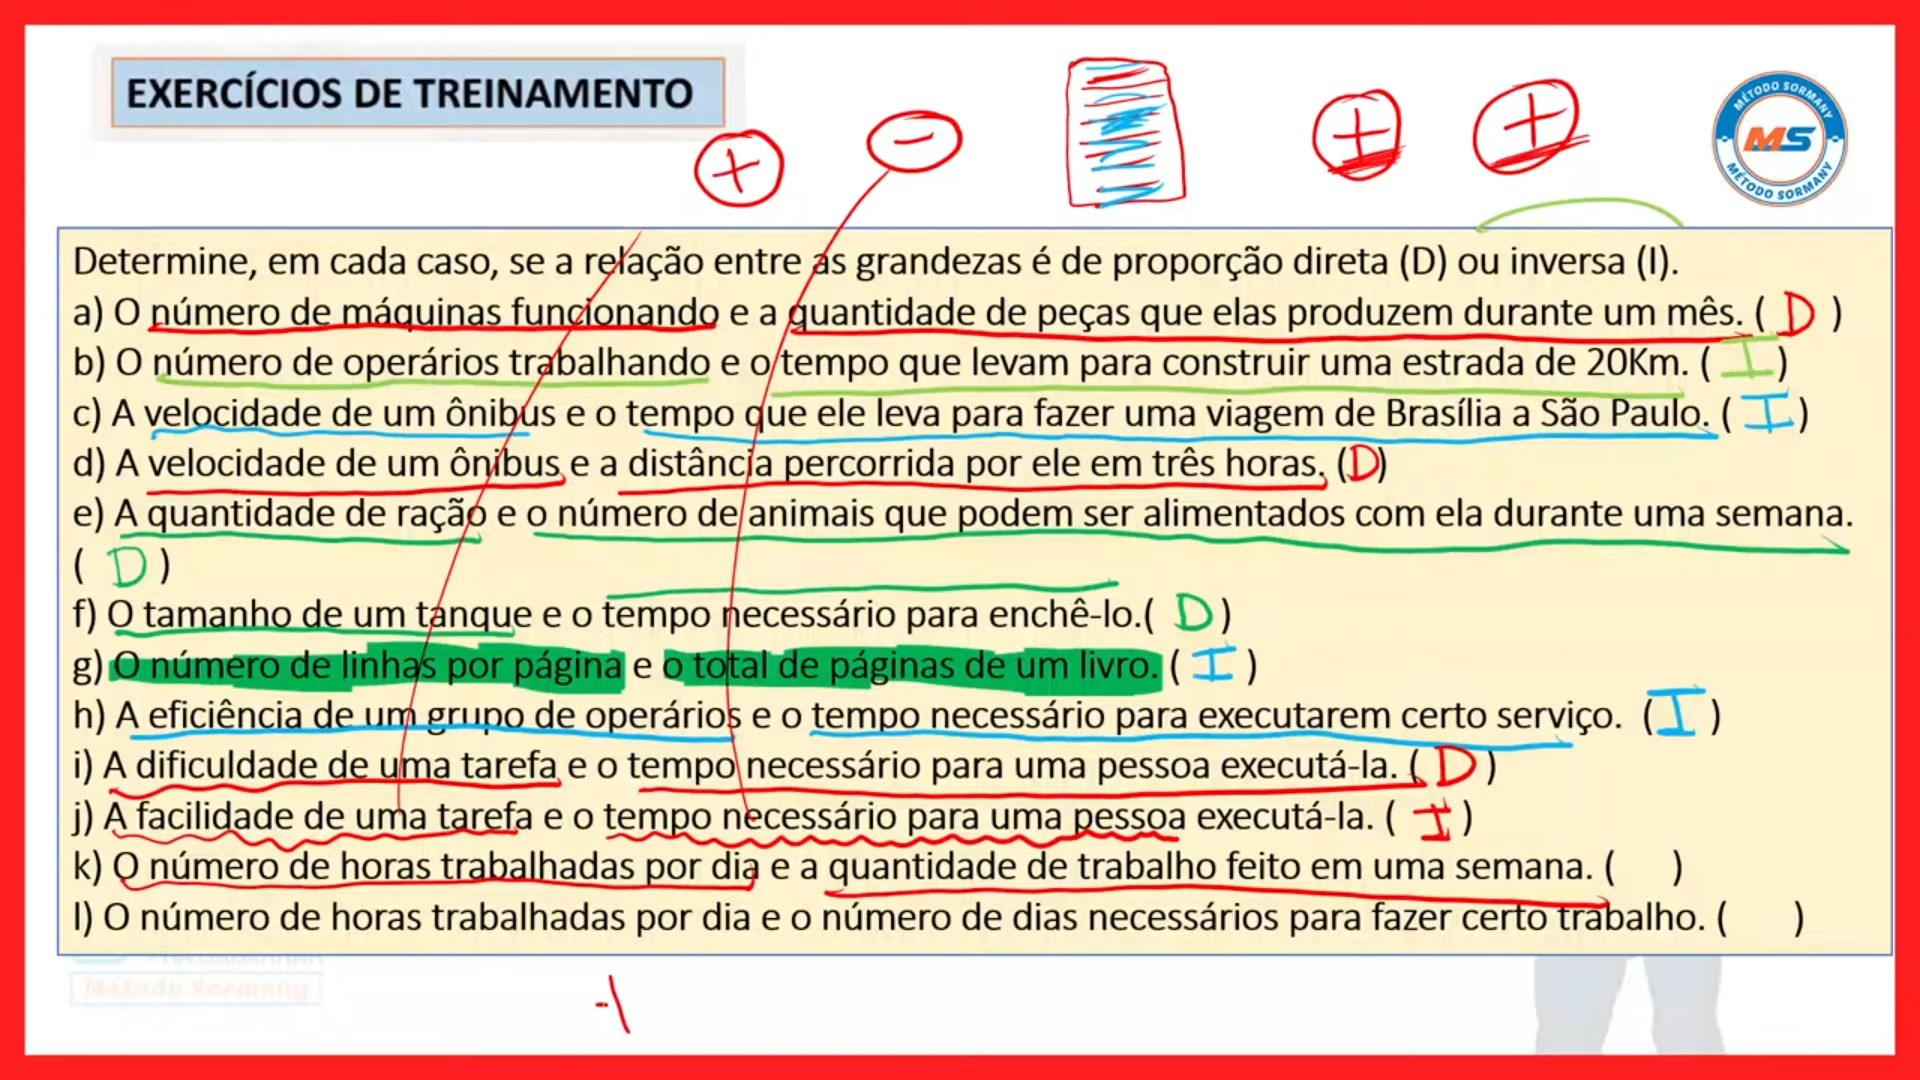 EXERCÍCIOS DE TREINAMENTO
+ - + +
MÉTODO SORMANY
MS
MÉTODO SORMANY
Determine, em cada caso, se a relação entre as grandezas é de proporção direta (D) ou inversa (I).
a) O número de máquinas funcionando e a quantidade de peças que elas produzem durante um mês. ( D )
b) O número de operários trabalhando e o tempo que levam para construir uma estrada de 20Km. ( I )
c) A velocidade de um ônibus e o tempo que ele leva para fazer uma viagem de Brasília a São Paulo. ( I )
d) A velocidade de um ônibus e a distância percorrida por ele em três horas. (D)
e) A quantidade de ração e o número de animais que podem ser alimentados com ela durante uma semana.
( D )
f) O tamanho de um tanque e o tempo necessário para enchê-lo.( D )
g) O número de linhas por página e o total de páginas de um livro. ( I )
h) A eficiência de um grupo de operários e o tempo necessário para executarem certo serviço. ( I )
i) A dificuldade de uma tarefa e o tempo necessário para uma pessoa executá-la. ( D )
j) A facilidade de uma tarefa e o tempo necessário para uma pessoa executá-la. ( I )
k) O número de horas trabalhadas por dia e a quantidade de trabalho feito em uma semana. ( )
l) O número de horas trabalhadas por dia e o número de dias necessários para fazer certo trabalho. ( )
Método Sormany